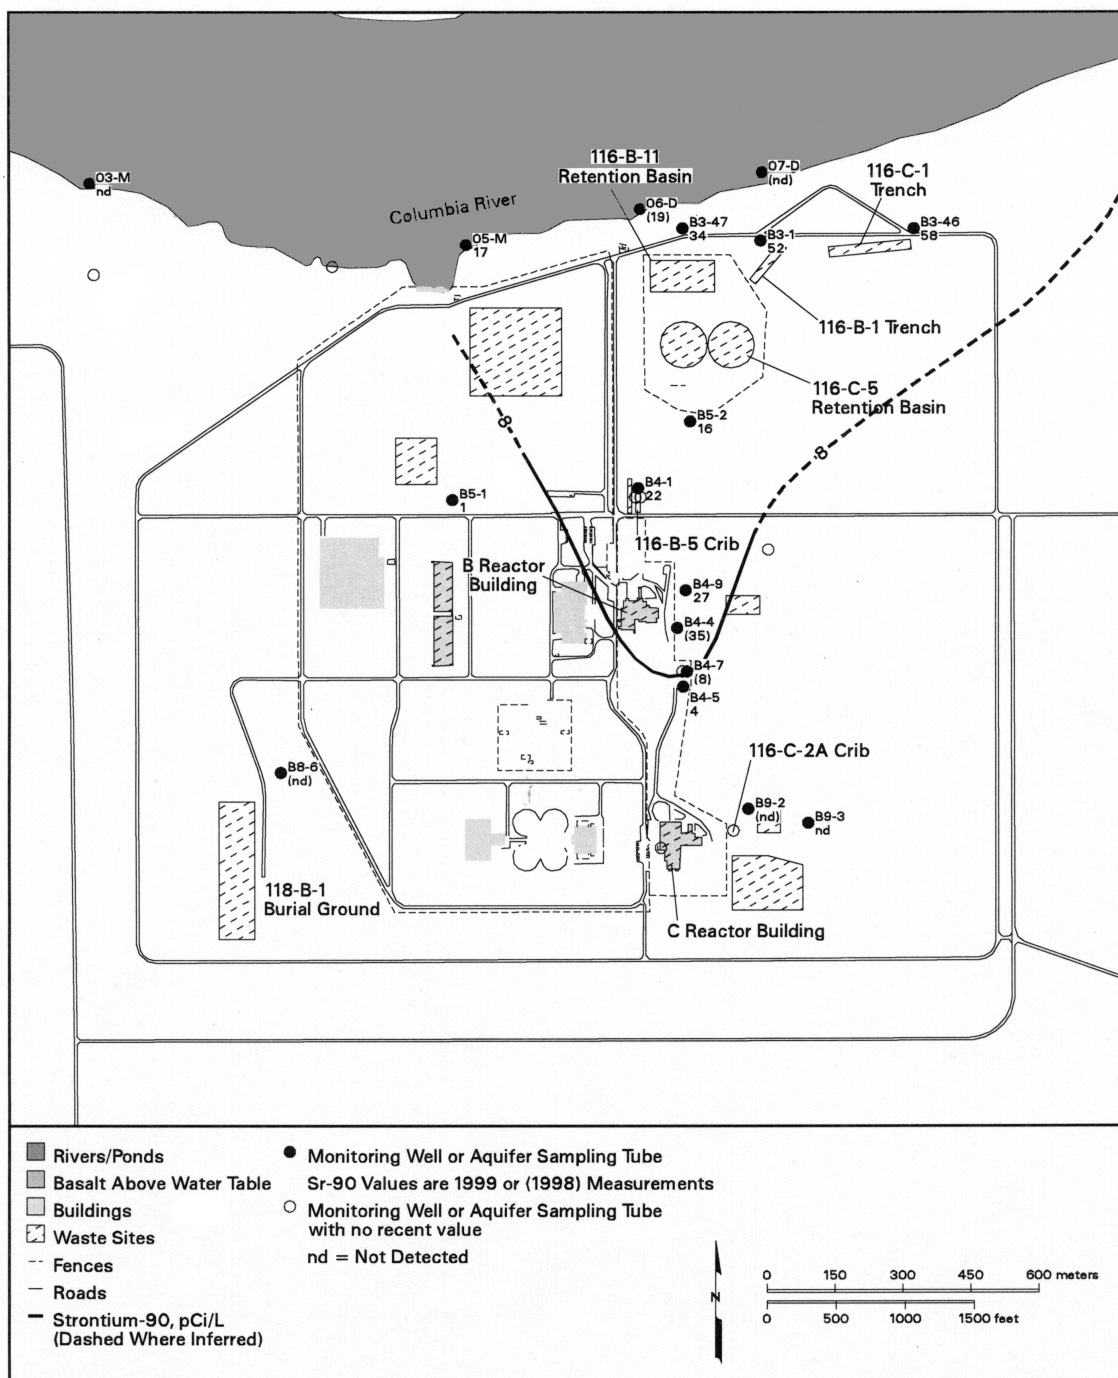 116-B-11
Retention Basin
07-D
(nd)
116-C-1
Trench
03-M
nd
Columbia River
06-D
(19)
B3-47
34
B3-1
52
B3-46
58
05-M
17
116-B-1 Trench
116-C-5
Retention Basin
8
B5-2
16
8
B4-1
22
B5-1
1
116-B-5 Crib
B Reactor
Building
B4-9
27
B4-4
(35)
B4-7
(8)
B4-5
4
116-C-2A Crib
B8-6
(nd)
B9-2
(nd)
B9-3
nd
118-B-1
Burial Ground
C Reactor Building
Rivers/Ponds
Basalt Above Water Table
Buildings
Waste Sites
Fences
Roads
Strontium-90, pCi/L
(Dashed Where Inferred)
Monitoring Well or Aquifer Sampling Tube
Sr-90 Values are 1999 or (1998) Measurements
Monitoring Well or Aquifer Sampling Tube
with no recent value
nd = Not Detected
N
0 150 300 450 600 meters
0 500 1000 1500 feet